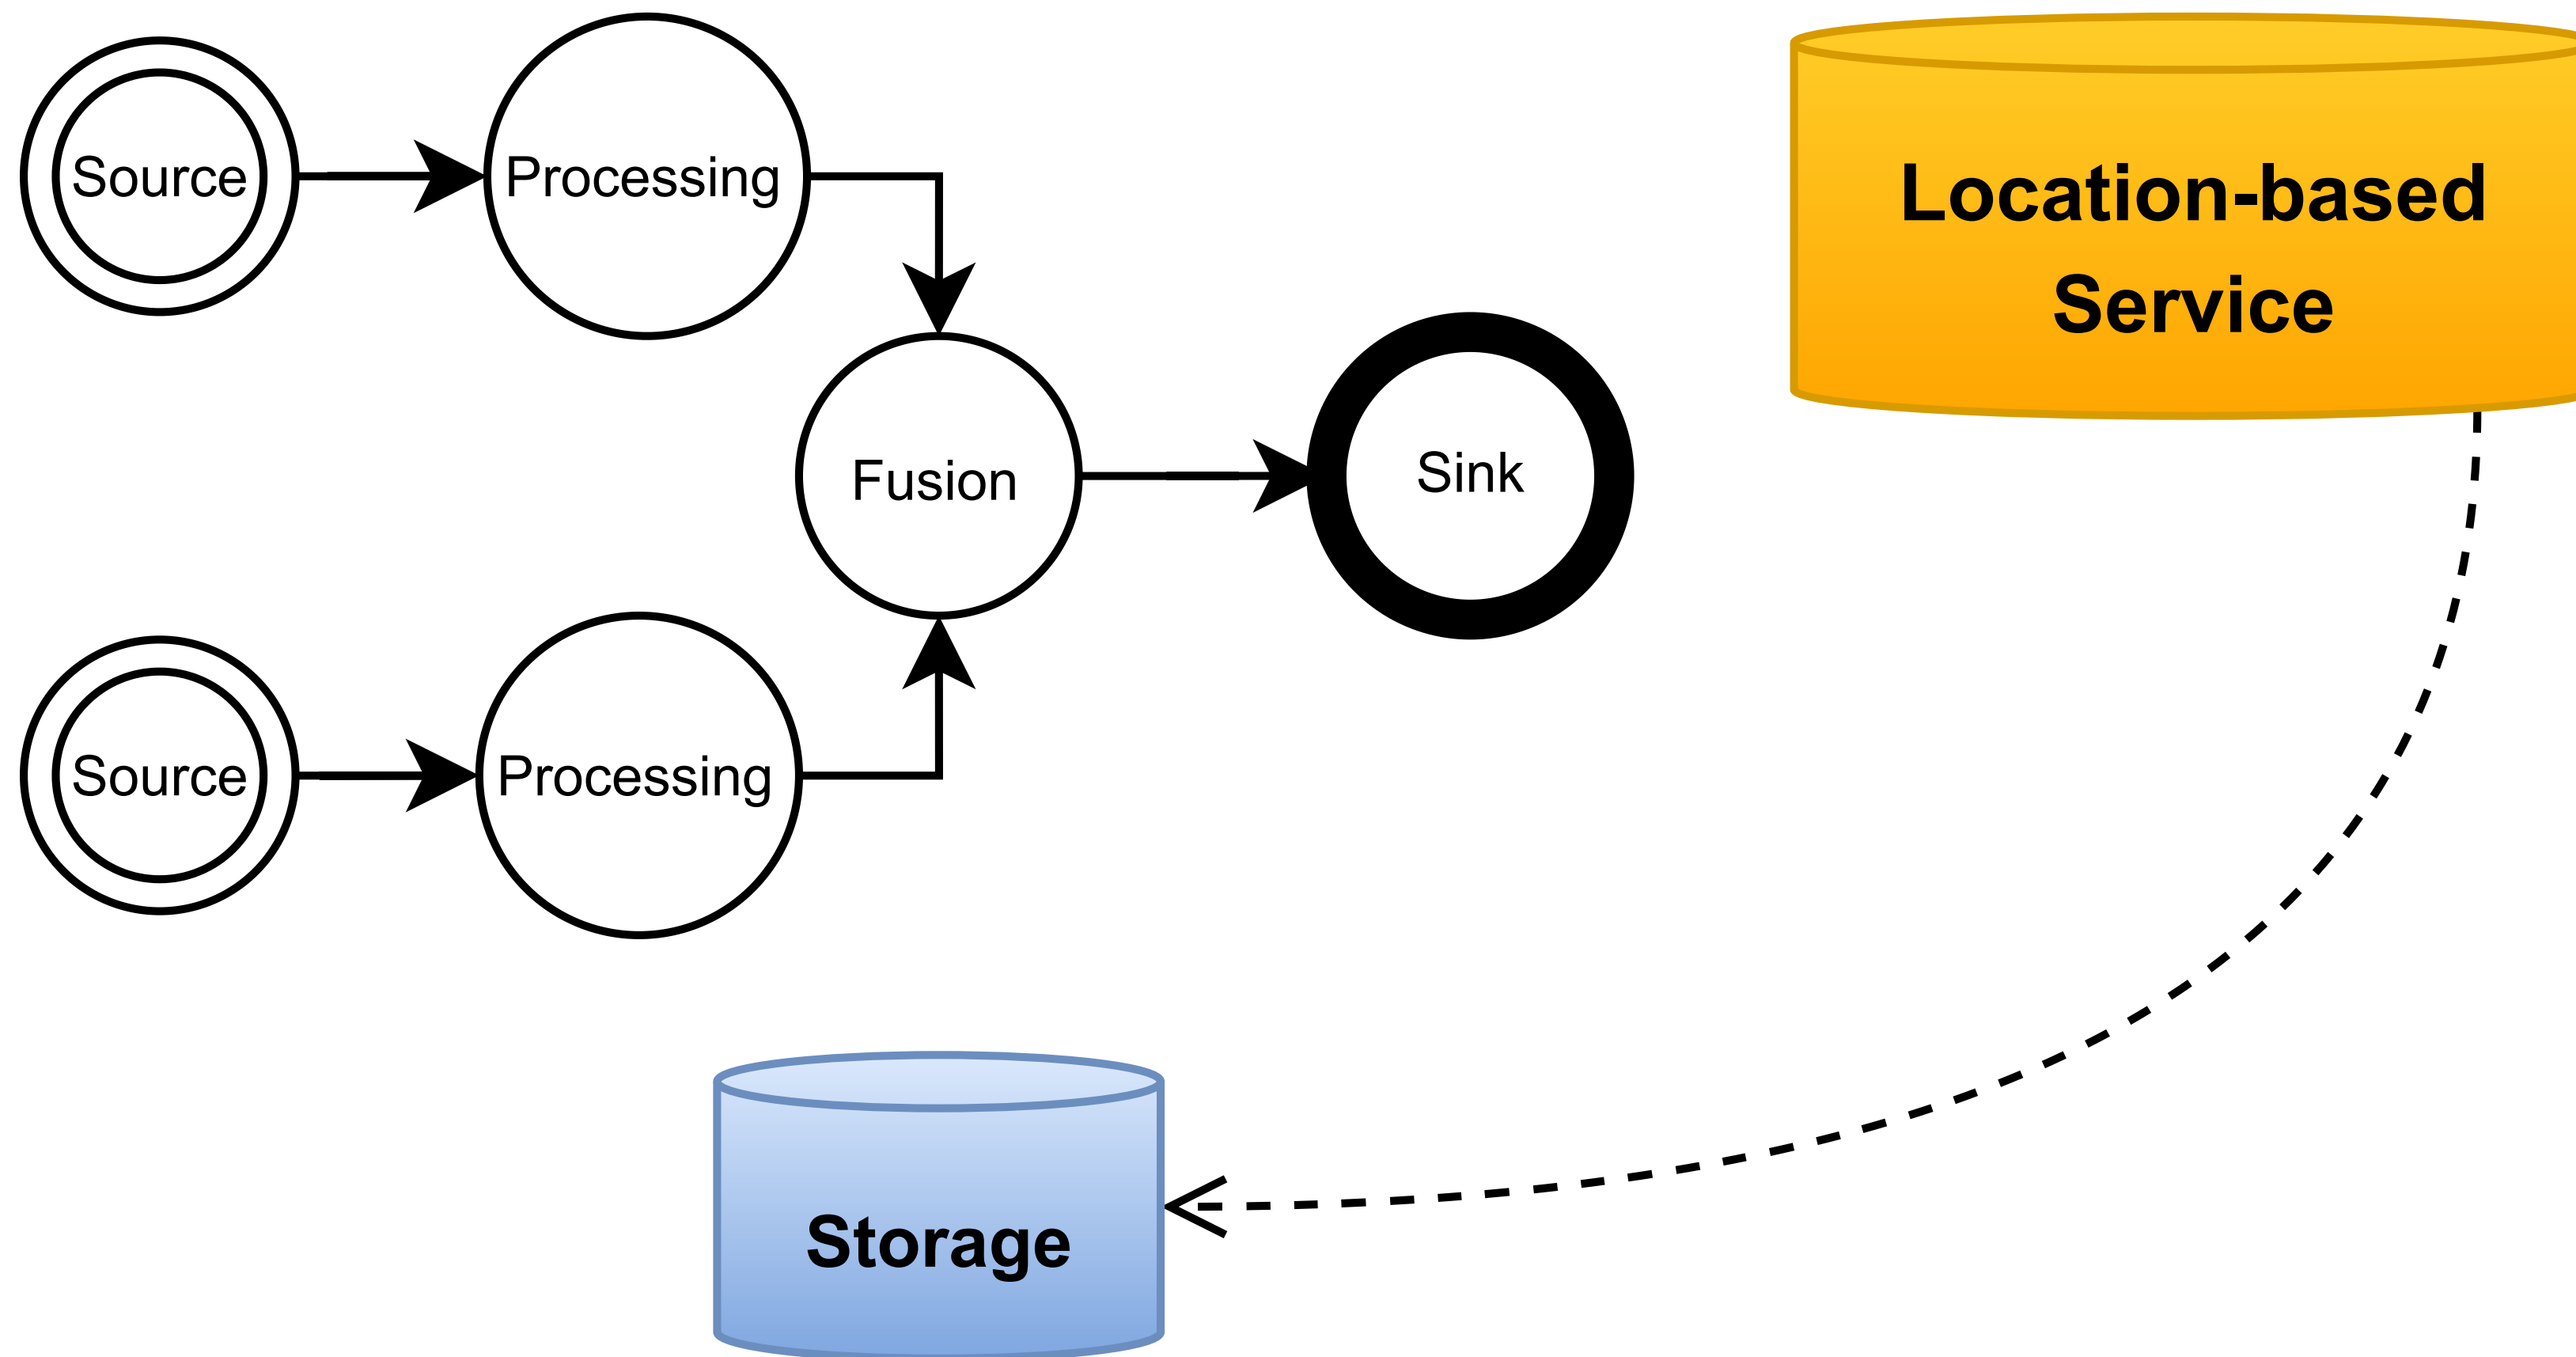 Source
Processing
Location-based
Service
Fusion
Sink
Source
Processing
Storage